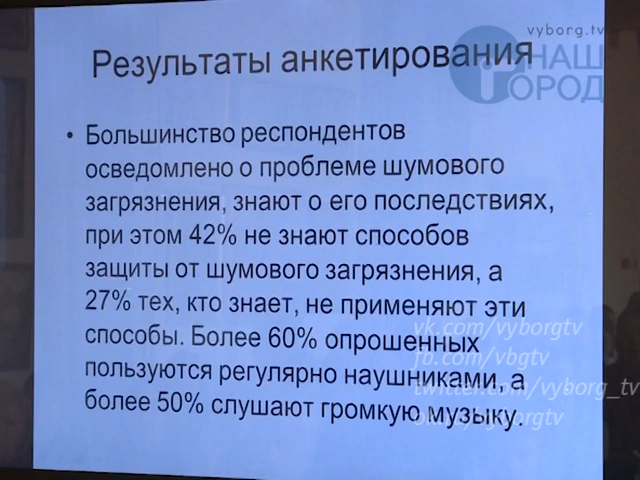 vyborg.tv
НАШ
ГОРОД
Результаты анкетирования
• Большинство респондентов
осведомлено о проблеме шумового
загрязнения, знают о его последствиях,
при этом 42% не знают способов
защиты от шумового загрязнения, а
27% тех, кто знает, не применяют эти
способы. Более 60% опрошенных
пользуются регулярно наушниками, а
более 50% слушают громкую музыку.
vk.com/vyborgtv
fb.com/vbgtv
twitter.com/vyborg_tv